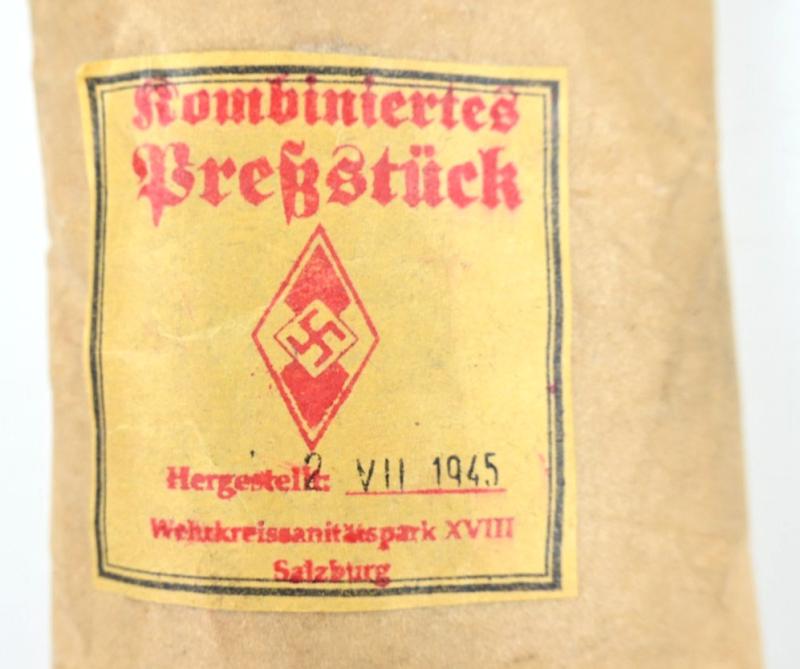 Kombiniertes
Preßstück
Hergestellt: 2 VII 1945
Wehrkreissanitätspark XVIII
Salzburg